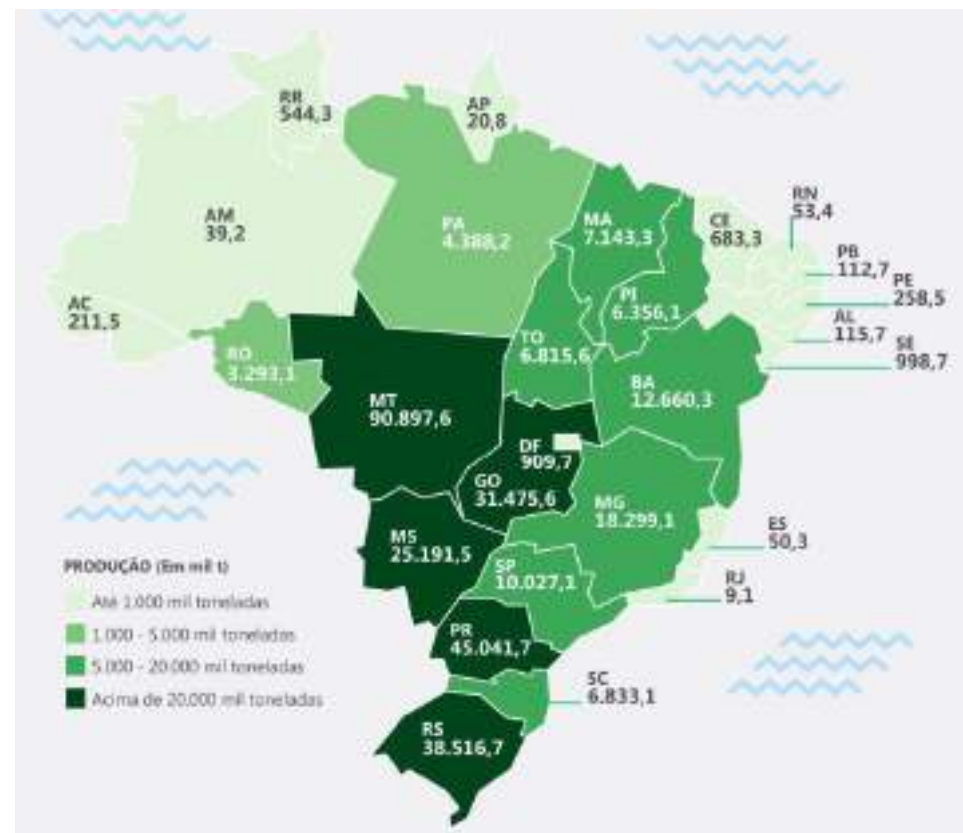 RR
544,3
AP
20,8
AM
39,2
PA
4.388,2
MA
7.143,3
CE
683,3
RN
53,4
PB
112,7
PE
258,5
AL
115,7
SE
998,7
AC
211,5
RO
3.293,1
PI
6.356,1
TO
6.815,6
BA
12.660,3
MT
90.897,6
DF
909,7
GO
31.475,6
MG
18.299,1
ES
50,3
RJ
9,1
MS
25.191,5
SP
10.027,1
PR
45.041,7
SC
6.833,1
RS
38.516,7
PRODUÇÃO (Em mil t)
Até 1.000 mil toneladas
1.000 - 5.000 mil toneladas
5.000 - 20.000 mil toneladas
Acima de 20.000 mil toneladas